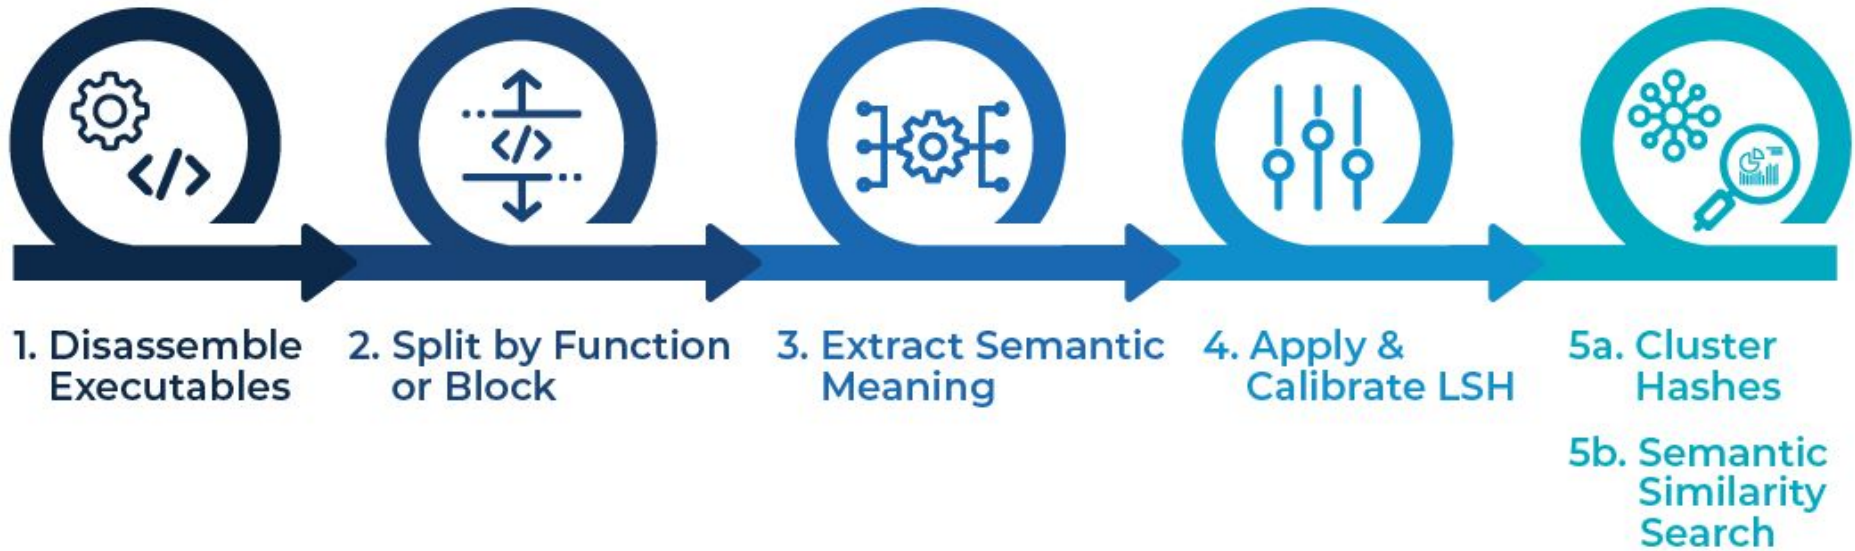 1. Disassemble
Executables
2. Split by Function
or Block
3. Extract Semantic
Meaning
4. Apply &
Calibrate LSH
5a. Cluster
Hashes
5b. Semantic
Similarity
Search